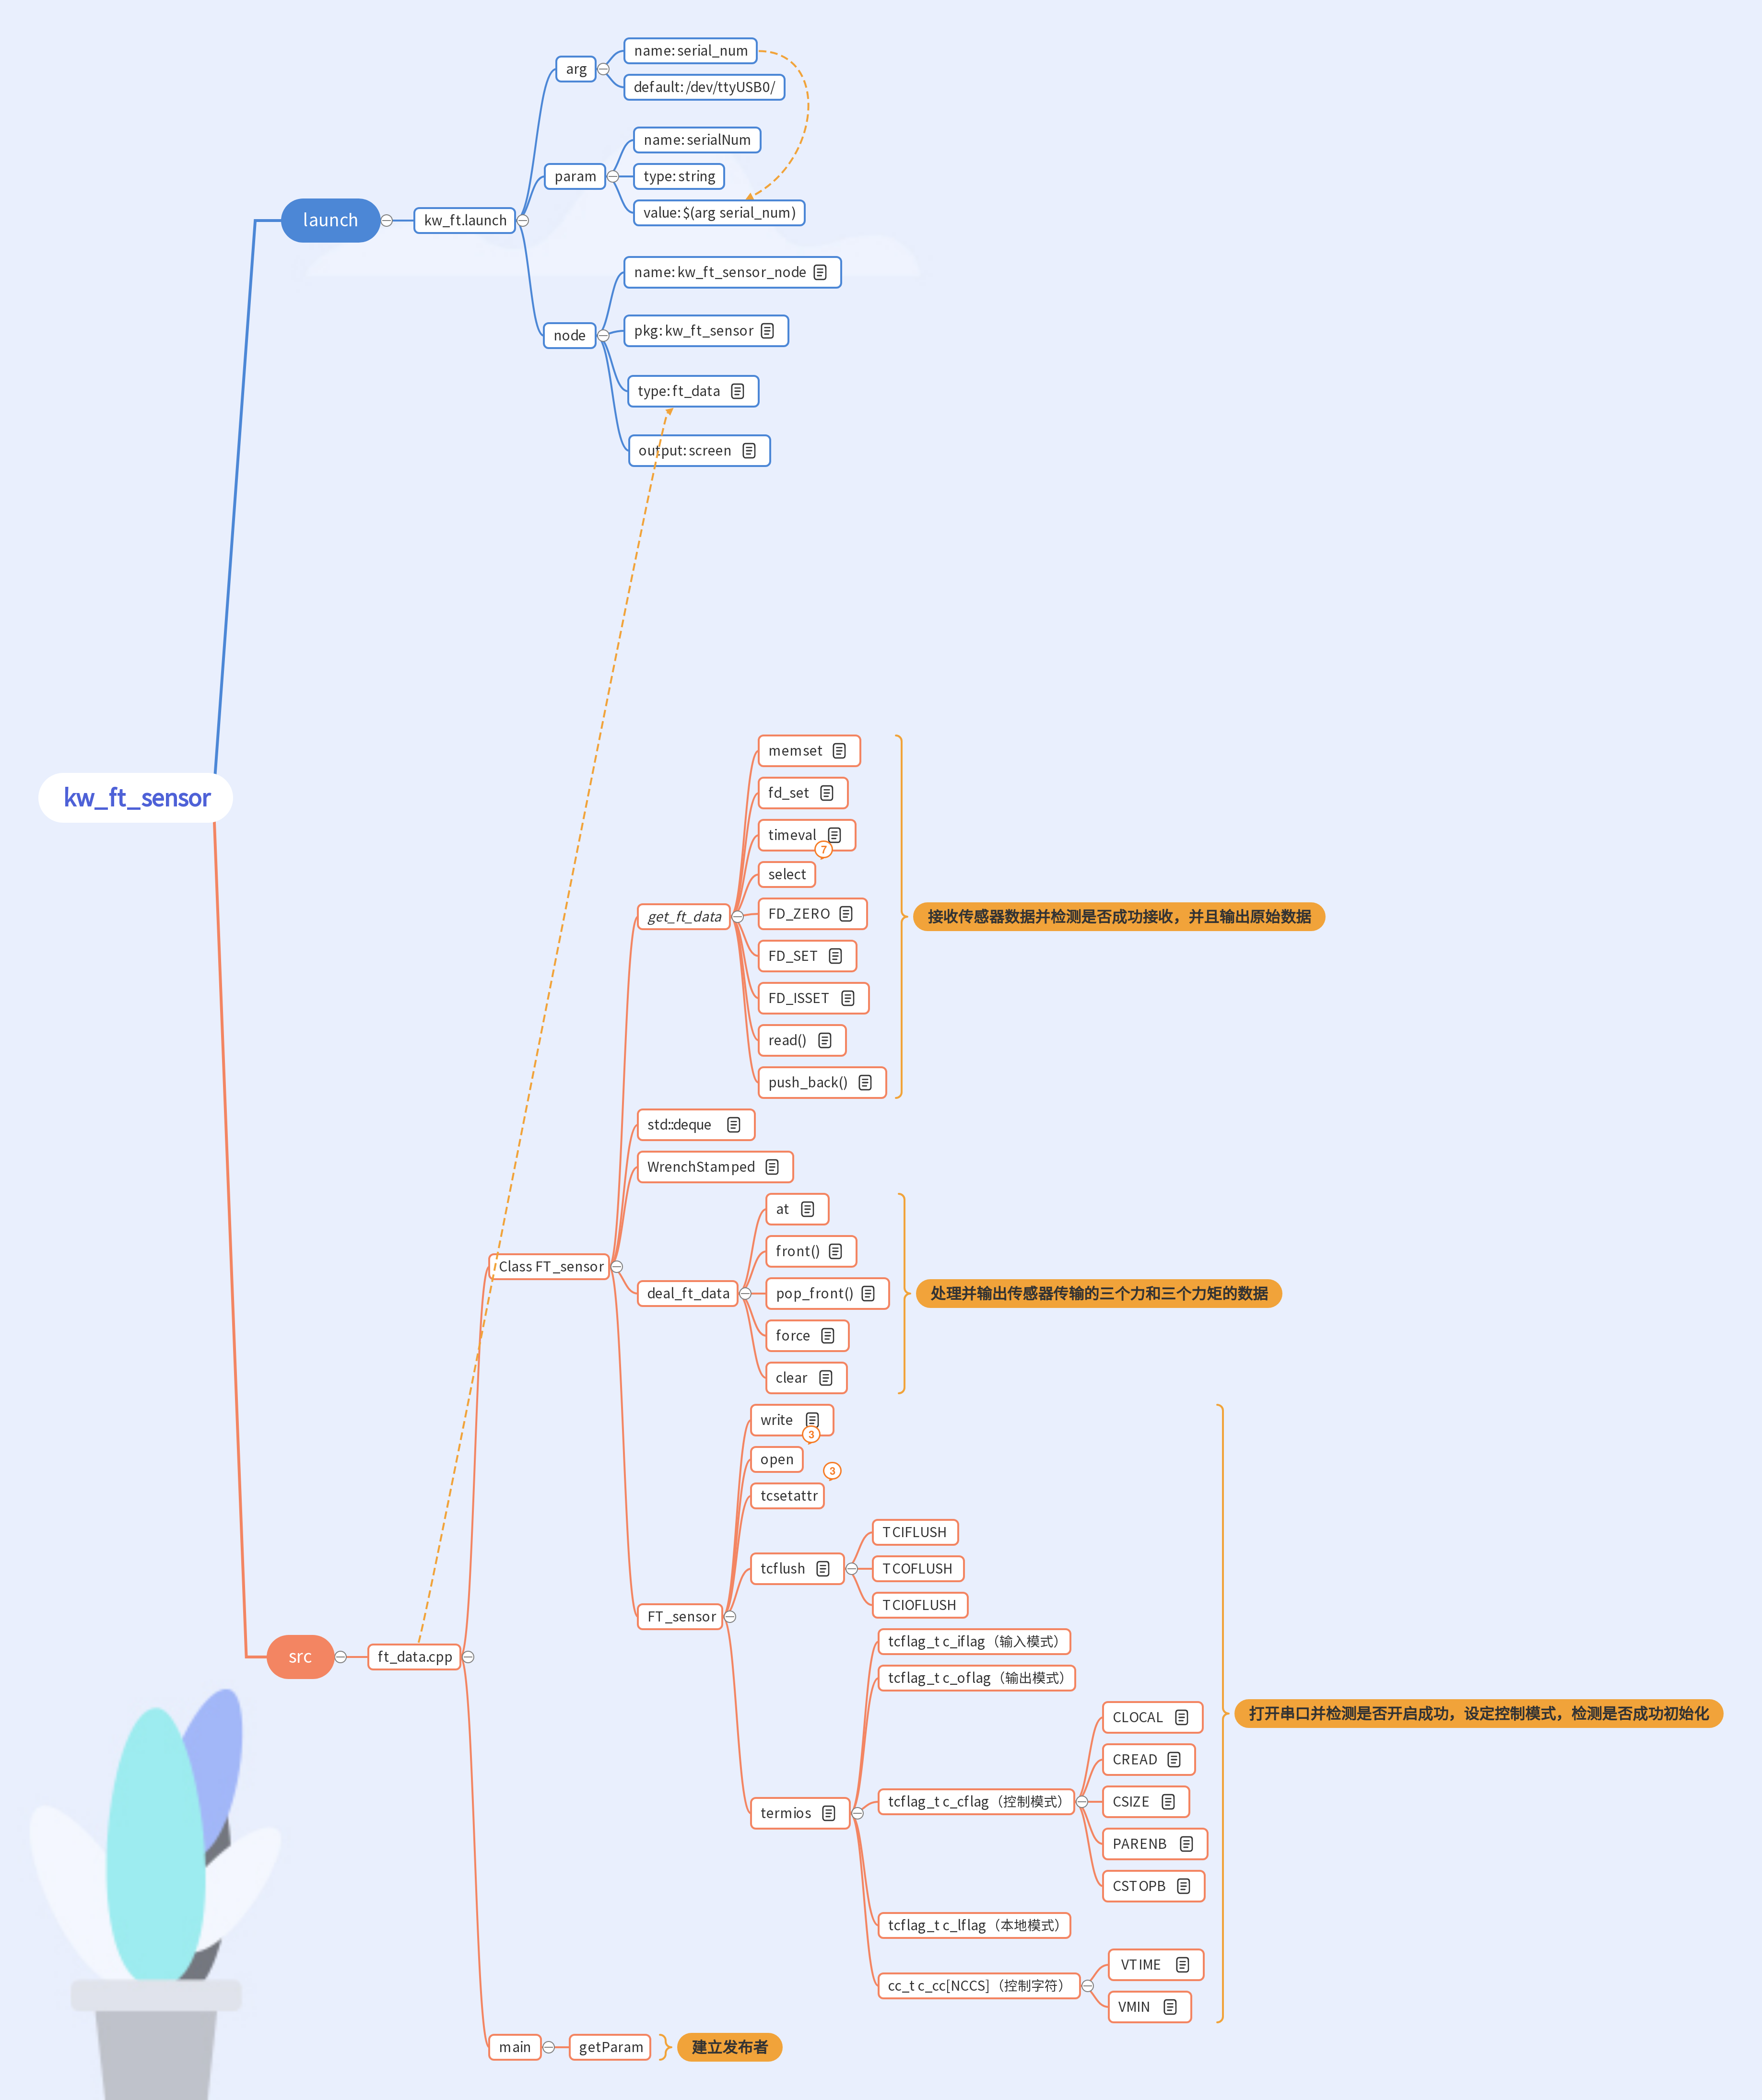 kw_ft_sensor
launch
kw_ft.launch
arg
name: serial_num
default: /dev/ttyUSB0/
param
name: serialNum
type: string
value: $(arg serial_num)
node
name: kw_ft_sensor_node
pkg: kw_ft_sensor
type: ft_data
output: screen
src
ft_data.cpp
Class FT_sensor
get_ft_data
memset
fd_set
timeval
7
select
FD_ZERO
FD_SET
FD_ISSET
read()
push_back()
接收传感器数据并检测是否成功接收，并且输出原始数据
std::deque
WrenchStamped
deal_ft_data
at
front()
pop_front()
force
clear
处理并输出传感器传输的三个力和三个力矩的数据
FT_sensor
write
3
open
3
tcsetattr
tcflush
TCIFLUSH
TCOFLUSH
TCIOFLUSH
termios
tcflag_t c_iflag（输入模式）
tcflag_t c_oflag（输出模式）
tcflag_t c_cflag（控制模式）
CLOCAL
CREAD
CSIZE
PARENB
CSTOPB
tcflag_t c_lflag（本地模式）
cc_t c_cc[NCCS]（控制字符）
VTIME
VMIN
打开串口并检测是否开启成功，设定控制模式，检测是否成功初始化
main
getParam
建立发布者